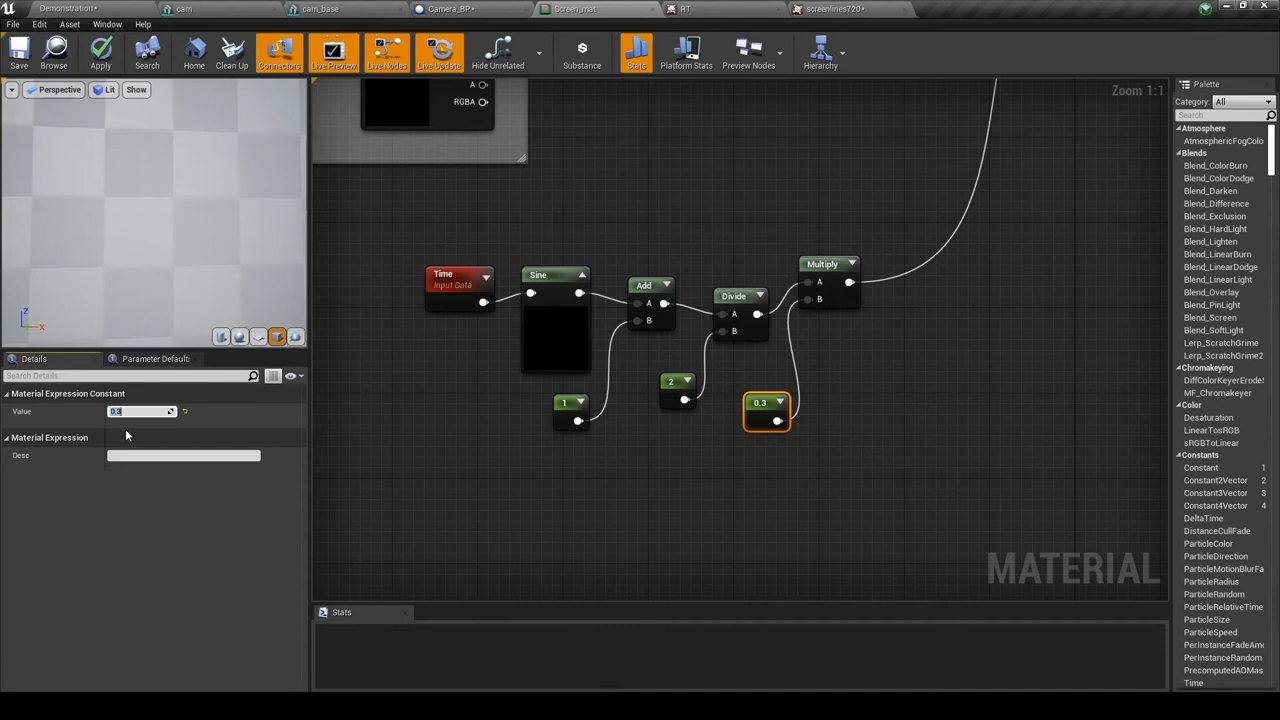 Demonstration*
cam
cam_base
Camera_BP*
Screen_mat
RT
screenlines720*
File Edit Asset Window Help
Save
Browse
Apply
Search
Home
Clean Up
Connectors
Live Preview
Live Nodes
Live Update
Hide Unrelated
Substance
Stats
Platform Stats
Preview Nodes
Hierarchy
Perspective
Lit
Show
Z
X
Details
Parameter Default
Search Details
Material Expression Constant
Value 0.3
Material Expression
Desc
A
RGBA
Zoom 1:1
Time
Input Data
Sine
Add
A
B
Divide
A
B
Multiply
A
B
1
2
0.3
MATERIAL
Stats
Palette
Category: All
Search
Atmosphere
AtmosphericFogColo
Blends
Blend_ColorBurn
Blend_ColorDodge
Blend_Darken
Blend_Difference
Blend_Exclusion
Blend_HardLight
Blend_Lighten
Blend_LinearBurn
Blend_LinearDodge
Blend_LinearLight
Blend_Overlay
Blend_PinLight
Blend_Screen
Blend_SoftLight
Lerp_ScratchGrime
Lerp_ScratchGrime2
Chromakeying
DiffColorKeyerErode
MF_Chromakeyer
Color
Desaturation
LinearTosRGB
sRGBToLinear
Constants
Constant 1
Constant2Vector 2
Constant3Vector 3
Constant4Vector 4
DeltaTime
DistanceCullFade
ParticleColor
ParticleDirection
ParticleMotionBlurFa
ParticleRadius
ParticleRandom
ParticleRelativeTime
ParticleSize
ParticleSpeed
PerInstanceFadeAmo
PerInstanceRandom
PrecomputedAOMas
Time